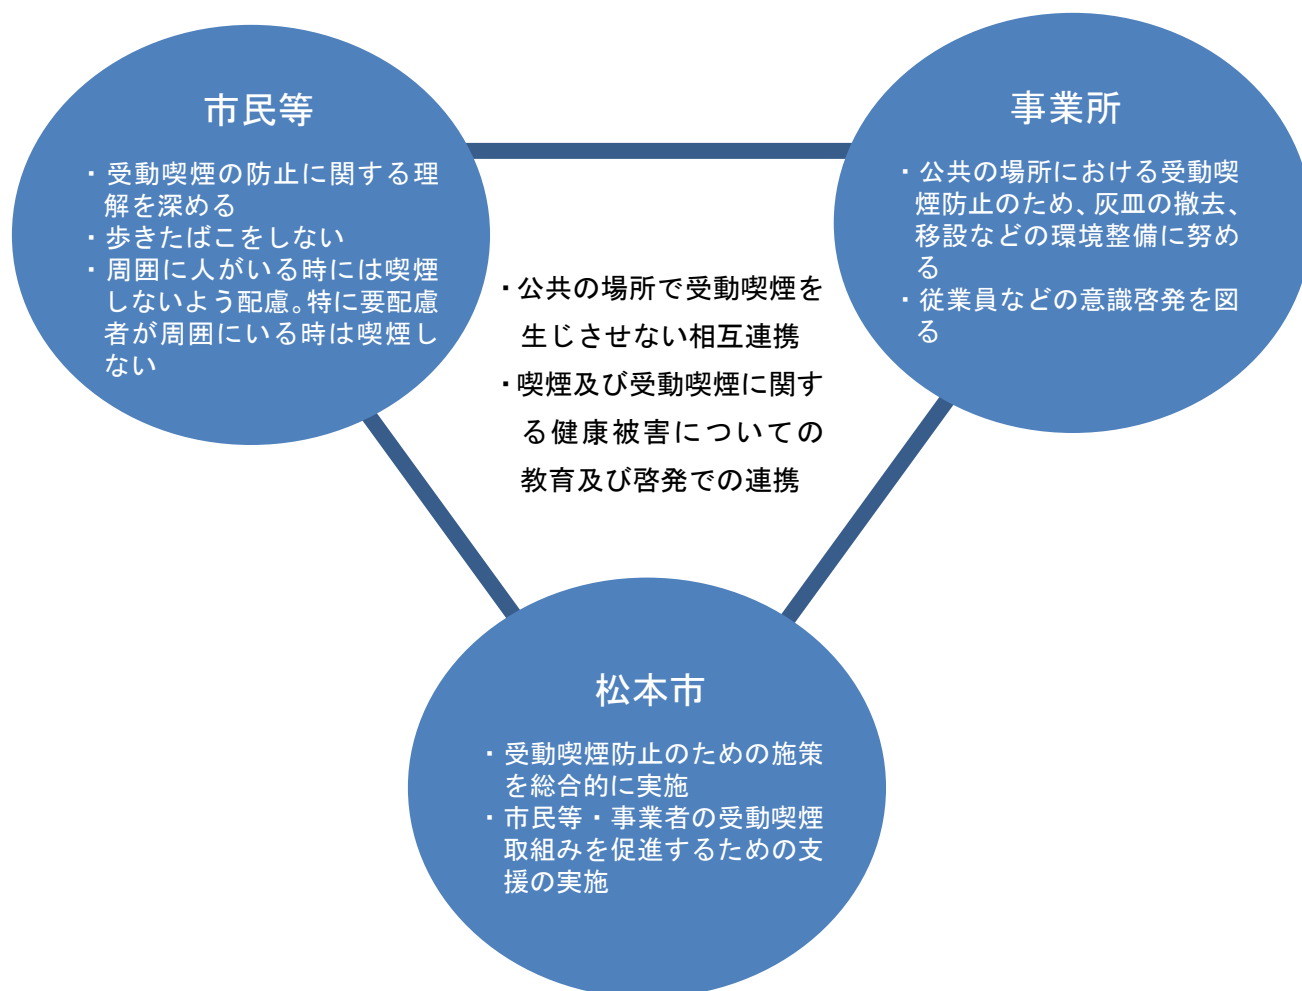 市民等
・受動喫煙の防止に関する理
解を深める
・歩きたばこをしない
・周囲に人がいる時には喫煙
しないよう配慮。特に要配慮
者が周囲にいる時は喫煙し
ない
事業所
・公共の場所における受動喫
煙防止のため、灰皿の撤去、
移設などの環境整備に努め
る
・従業員などの意識啓発を図
る
・公共の場所で受動喫煙を
生じさせない相互連携
・喫煙及び受動喫煙に関す
る健康被害についての
教育及び啓発での連携
松本市
・受動喫煙防止のための施策
を総合的に実施
・市民等・事業者の受動喫煙
取組みを促進するための支
援の実施